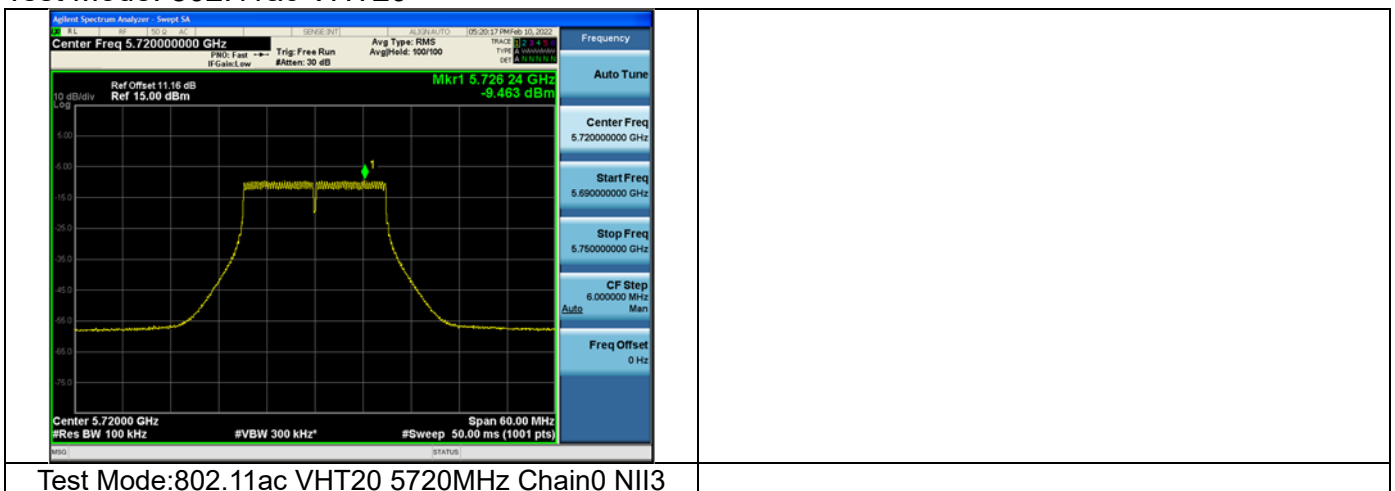 Agilent Spectrum Analyzer - Swept SA
RL RF 50 Ω AC SENSE:INT ALIGNAUTO 05:20:17 PM Feb 10, 2022
Center Freq 5.720000000 GHz
PNO: Fast
IFGain:Low
Trig: Free Run
#Atten: 30 dB
Avg Type: RMS
Avg|Hold: 100/100
TRACE 1 2 3 4 5 6
TYPE A WWWWW
DET A N N N N N
Frequency
Auto Tune
Center Freq
5.720000000 GHz
Start Freq
5.690000000 GHz
Stop Freq
5.750000000 GHz
CF Step
6.000000 MHz
Auto Man
Freq Offset
0 Hz
Mkr1 5.726 24 GHz
-9.463 dBm
Ref Offset 11.16 dB
10 dB/div Ref 15.00 dBm
Log
5.00
1
-5.00
-15.0
-25.0
-35.0
-45.0
-55.0
-65.0
-75.0
Center 5.72000 GHz Span 60.00 MHz
#Res BW 100 kHz #VBW 300 kHz* #Sweep 50.00 ms (1001 pts)
MSG STATUS
Test Mode:802.11ac VHT20 5720MHz Chain0 NII3